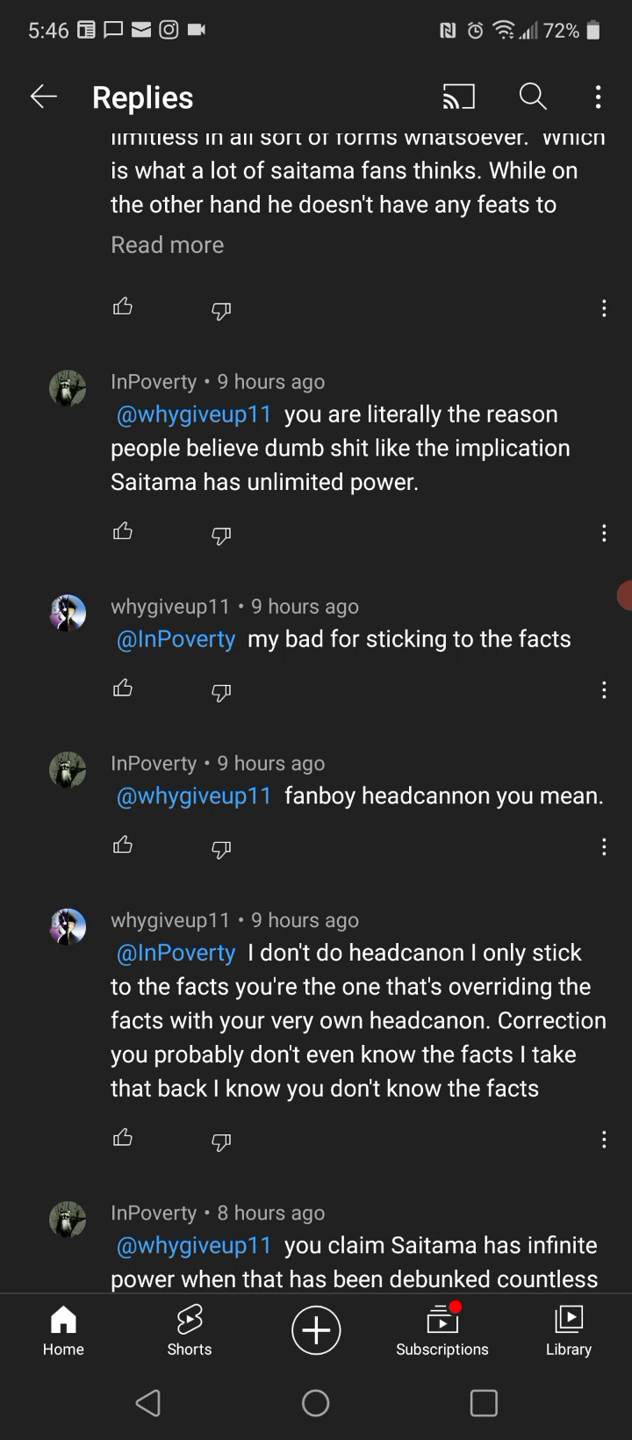 5:46
72%
Replies
limitless in all sort of forms whatsoever. Which
is what a lot of saitama fans thinks. While on
the other hand he doesn't have any feats to
Read more
InPoverty • 9 hours ago
@whygiveup11 you are literally the reason
people believe dumb shit like the implication
Saitama has unlimited power.
whygiveup11 • 9 hours ago
@InPoverty my bad for sticking to the facts
InPoverty • 9 hours ago
@whygiveup11 fanboy headcannon you mean.
whygiveup11 • 9 hours ago
@InPoverty I don't do headcanon I only stick
to the facts you're the one that's overriding the
facts with your very own headcanon. Correction
you probably don't even know the facts I take
that back I know you don't know the facts
InPoverty • 8 hours ago
@whygiveup11 you claim Saitama has infinite
power when that has been debunked countless
Home
Shorts
Subscriptions
Library